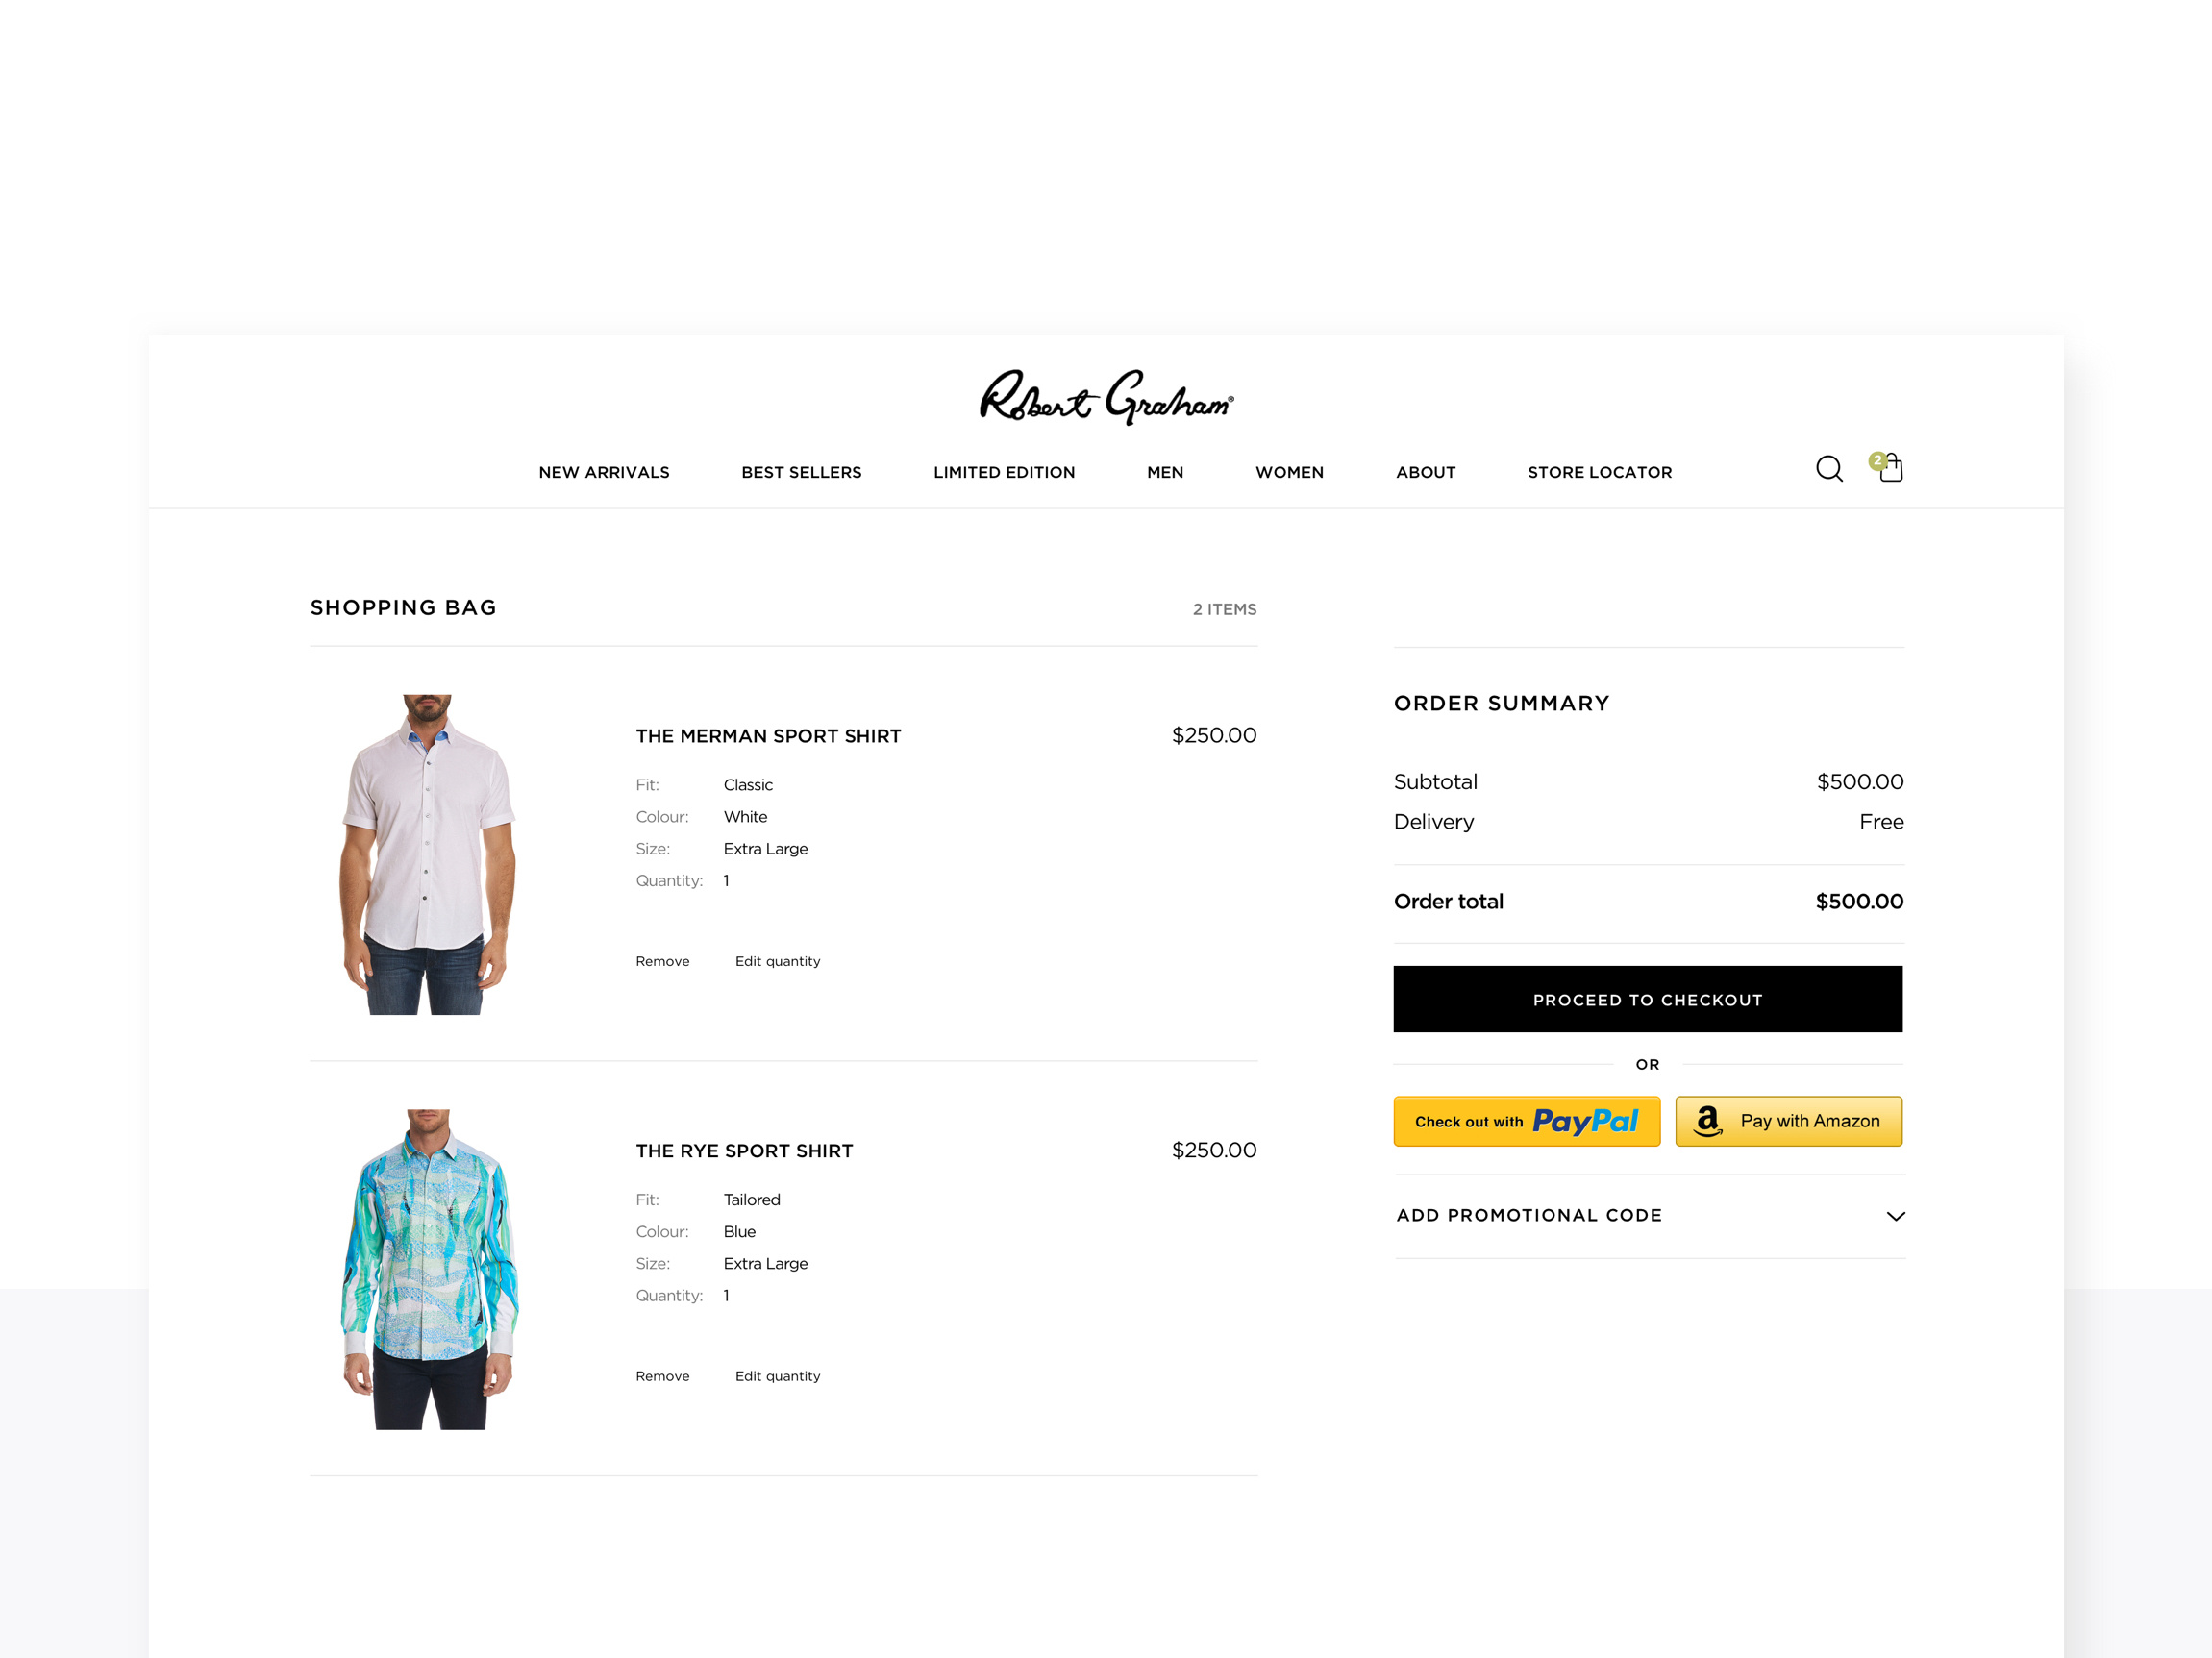 Robert Graham®
NEW ARRIVALS BEST SELLERS LIMITED EDITION MEN WOMEN ABOUT STORE LOCATOR 2
SHOPPING BAG 2 ITEMS
THE MERMAN SPORT SHIRT $250.00
Fit: Classic
Colour: White
Size: Extra Large
Quantity: 1
Remove Edit quantity
THE RYE SPORT SHIRT $250.00
Fit: Tailored
Colour: Blue
Size: Extra Large
Quantity: 1
Remove Edit quantity
ORDER SUMMARY
Subtotal $500.00
Delivery Free
Order total $500.00
PROCEED TO CHECKOUT
OR
Check out with PayPal a Pay with Amazon
ADD PROMOTIONAL CODE